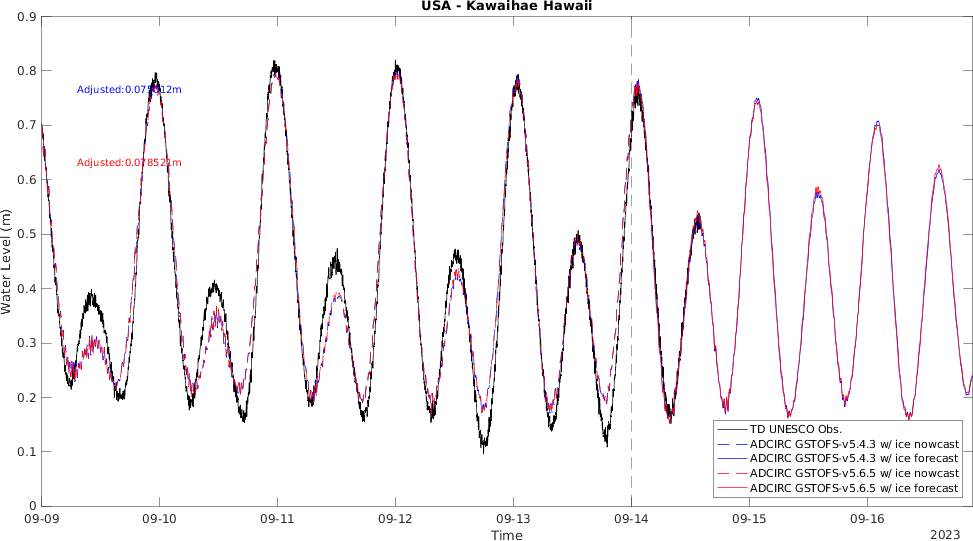 USA - Kawaihae Hawaii
0.9
0.8
0.7
0.6
0.5
0.4
0.3
0.2
0.1
0
Water Level (m)
Adjusted:0.075612m
Adjusted:0.078521m
TD UNESCO Obs.
ADCIRC GSTOFS-v5.4.3 w/ ice nowcast
ADCIRC GSTOFS-v5.4.3 w/ ice forecast
ADCIRC GSTOFS-v5.6.5 w/ ice nowcast
ADCIRC GSTOFS-v5.6.5 w/ ice forecast
09-09 09-10 09-11 09-12 09-13 09-14 09-15 09-16
Time
2023